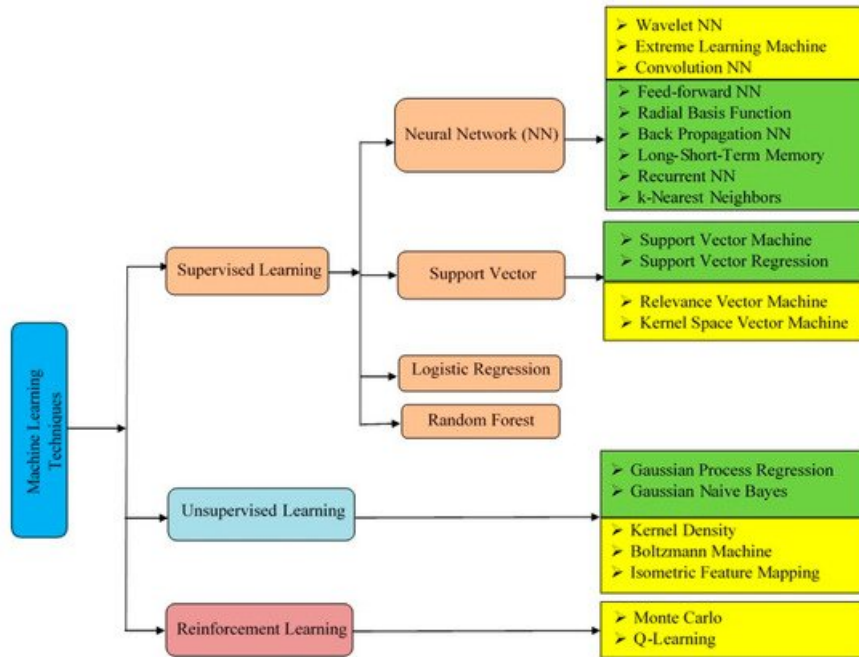 Machine Learning
Techniques
Supervised Learning
Neural Network (NN)
➢ Wavelet NN
➢ Extreme Learning Machine
➢ Convolution NN
➢ Feed-forward NN
➢ Radial Basis Function
➢ Back Propagation NN
➢ Long-Short-Term Memory
➢ Recurrent NN
➢ k-Nearest Neighbors
Support Vector
➢ Support Vector Machine
➢ Support Vector Regression
➢ Relevance Vector Machine
➢ Kernel Space Vector Machine
Logistic Regression
Random Forest
Unsupervised Learning
➢ Gaussian Process Regression
➢ Gaussian Naive Bayes
➢ Kernel Density
➢ Boltzmann Machine
➢ Isometric Feature Mapping
Reinforcement Learning
➢ Monte Carlo
➢ Q-Learning